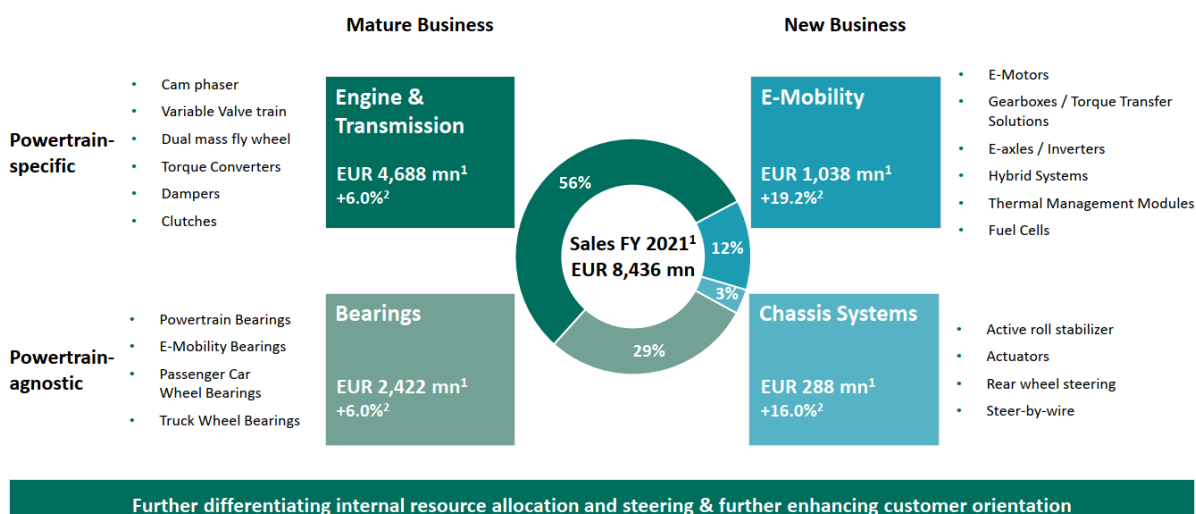 Mature Business
New Business
Powertrain-
specific
• Cam phaser
• Variable Valve train
• Dual mass fly wheel
• Torque Converters
• Dampers
• Clutches
Engine &
Transmission
EUR 4,688 mn¹
+6.0%²
E-Mobility
EUR 1,038 mn¹
+19.2%²
• E-Motors
• Gearboxes / Torque Transfer
Solutions
• E-axles / Inverters
• Hybrid Systems
• Thermal Management Modules
• Fuel Cells
56%
12%
3%
29%
Sales FY 2021¹
EUR 8,436 mn
Powertrain-
agnostic
• Powertrain Bearings
• E-Mobility Bearings
• Passenger Car
Wheel Bearings
• Truck Wheel Bearings
Bearings
EUR 2,422 mn¹
+6.0%²
Chassis Systems
EUR 288 mn¹
+16.0%²
• Active roll stabilizer
• Actuators
• Rear wheel steering
• Steer-by-wire
Further differentiating internal resource allocation and steering & further enhancing customer orientation